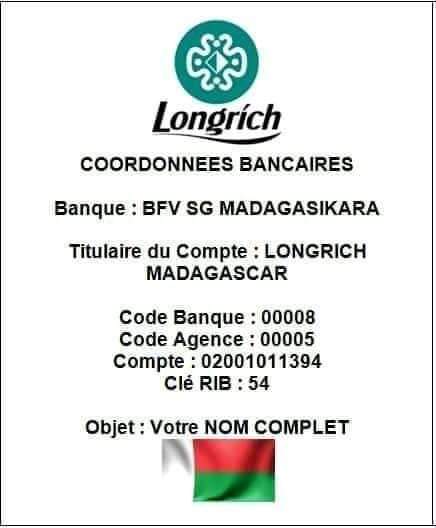 Longrích
COORDONNEES BANCAIRES
Banque : BFV SG MADAGASIKARA
Titulaire du Compte : LONGRICH
MADAGASCAR
Code Banque : 00008
Code Agence : 00005
Compte : 02001011394
Clé RIB : 54
Objet : Votre NOM COMPLET